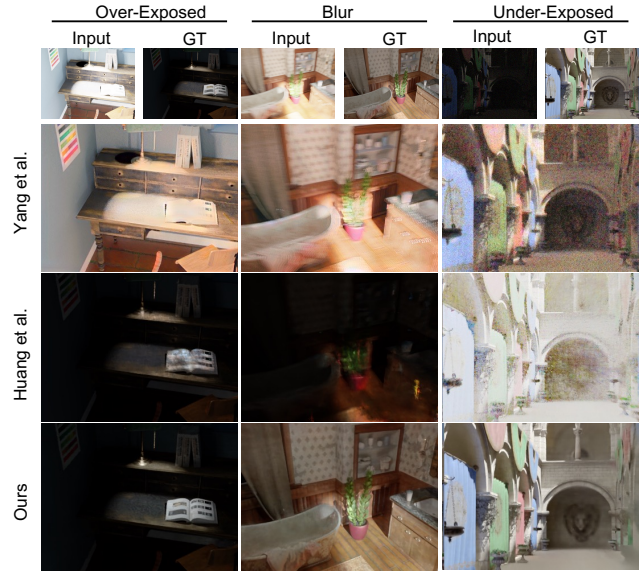 Over-Exposed Blur Under-Exposed
Input GT Input GT Input GT
Yang et al.
Huang et al.
Ours